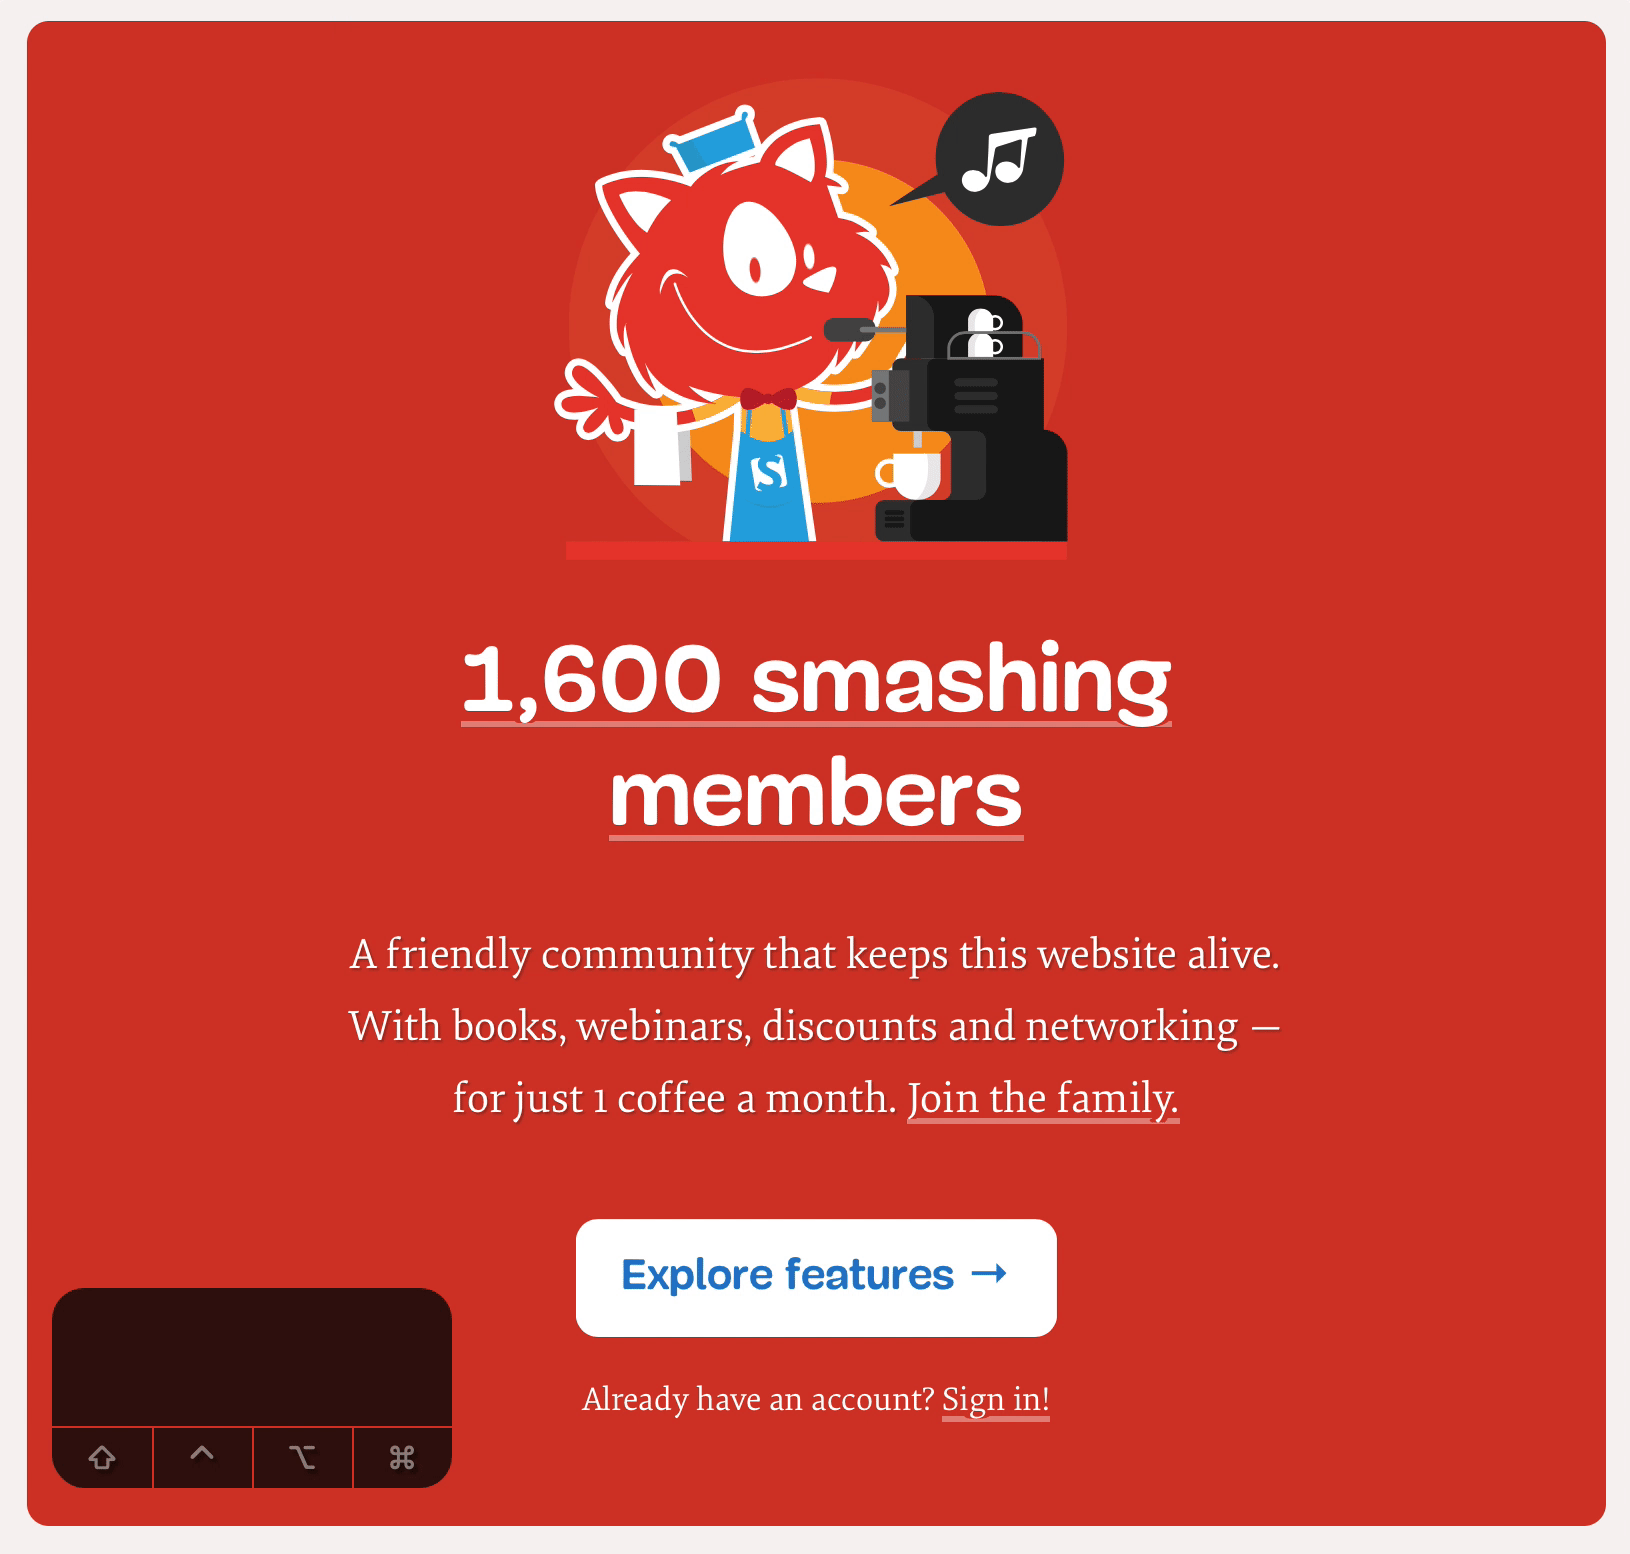 S
1,600 smashing
members
A friendly community that keeps this website alive.
With books, webinars, discounts and networking —
for just 1 coffee a month. Join the family.
Explore features →
Already have an account? Sign in!
⇧ ⌃ ⌥ ⌘